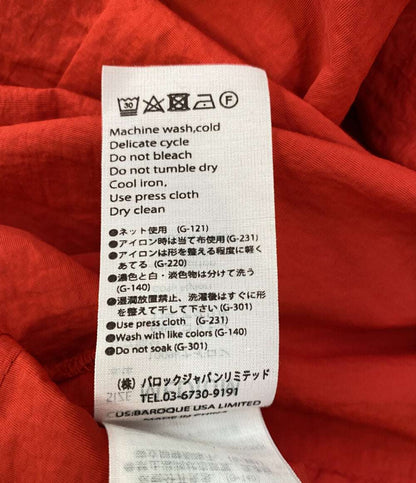 30
F
Machine wash,cold
Delicate cycle
Do not bleach
Do not tumble dry
Cool iron,
Use press cloth
Dry clean
●ネット使用 (G-121)
●アイロン時は当て布使用(G-231)
●アイロンは形を整える程度に軽く
あてる (G-220)
●濃色と白・淡色物は分けて洗う
(G-140)
●湿潤放置禁止、洗濯後はすぐに形
を整えて干して下さい (G-301)
●Use press cloth (G-231)
●Wash with like colors (G-140)
●Do not soak (G-301)
(株) バロックジャパンリミテッド
TEL.03-6730-9191
CUS:BAROQUE USA LIMITED
MADE IN CHINA
SIZE